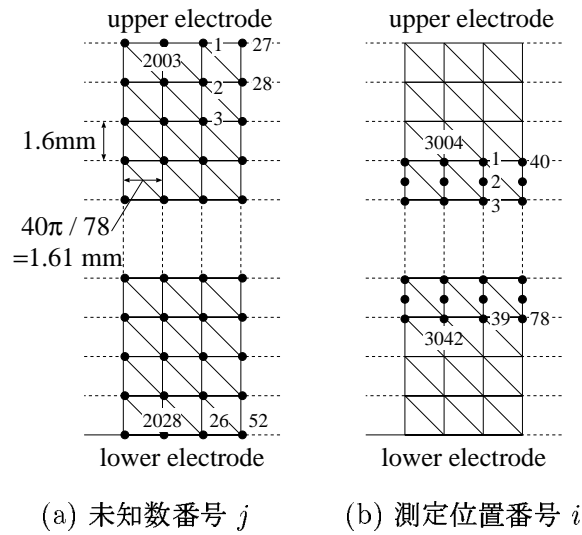 upper electrode
1
27
2003
2
28
3
1.6mm
40π / 78
=1.61 mm
2028
26
52
lower electrode
(a) 未知数番号 j
upper electrode
3004
1
40
2
3
39
78
3042
lower electrode
(b) 測定位置番号 i